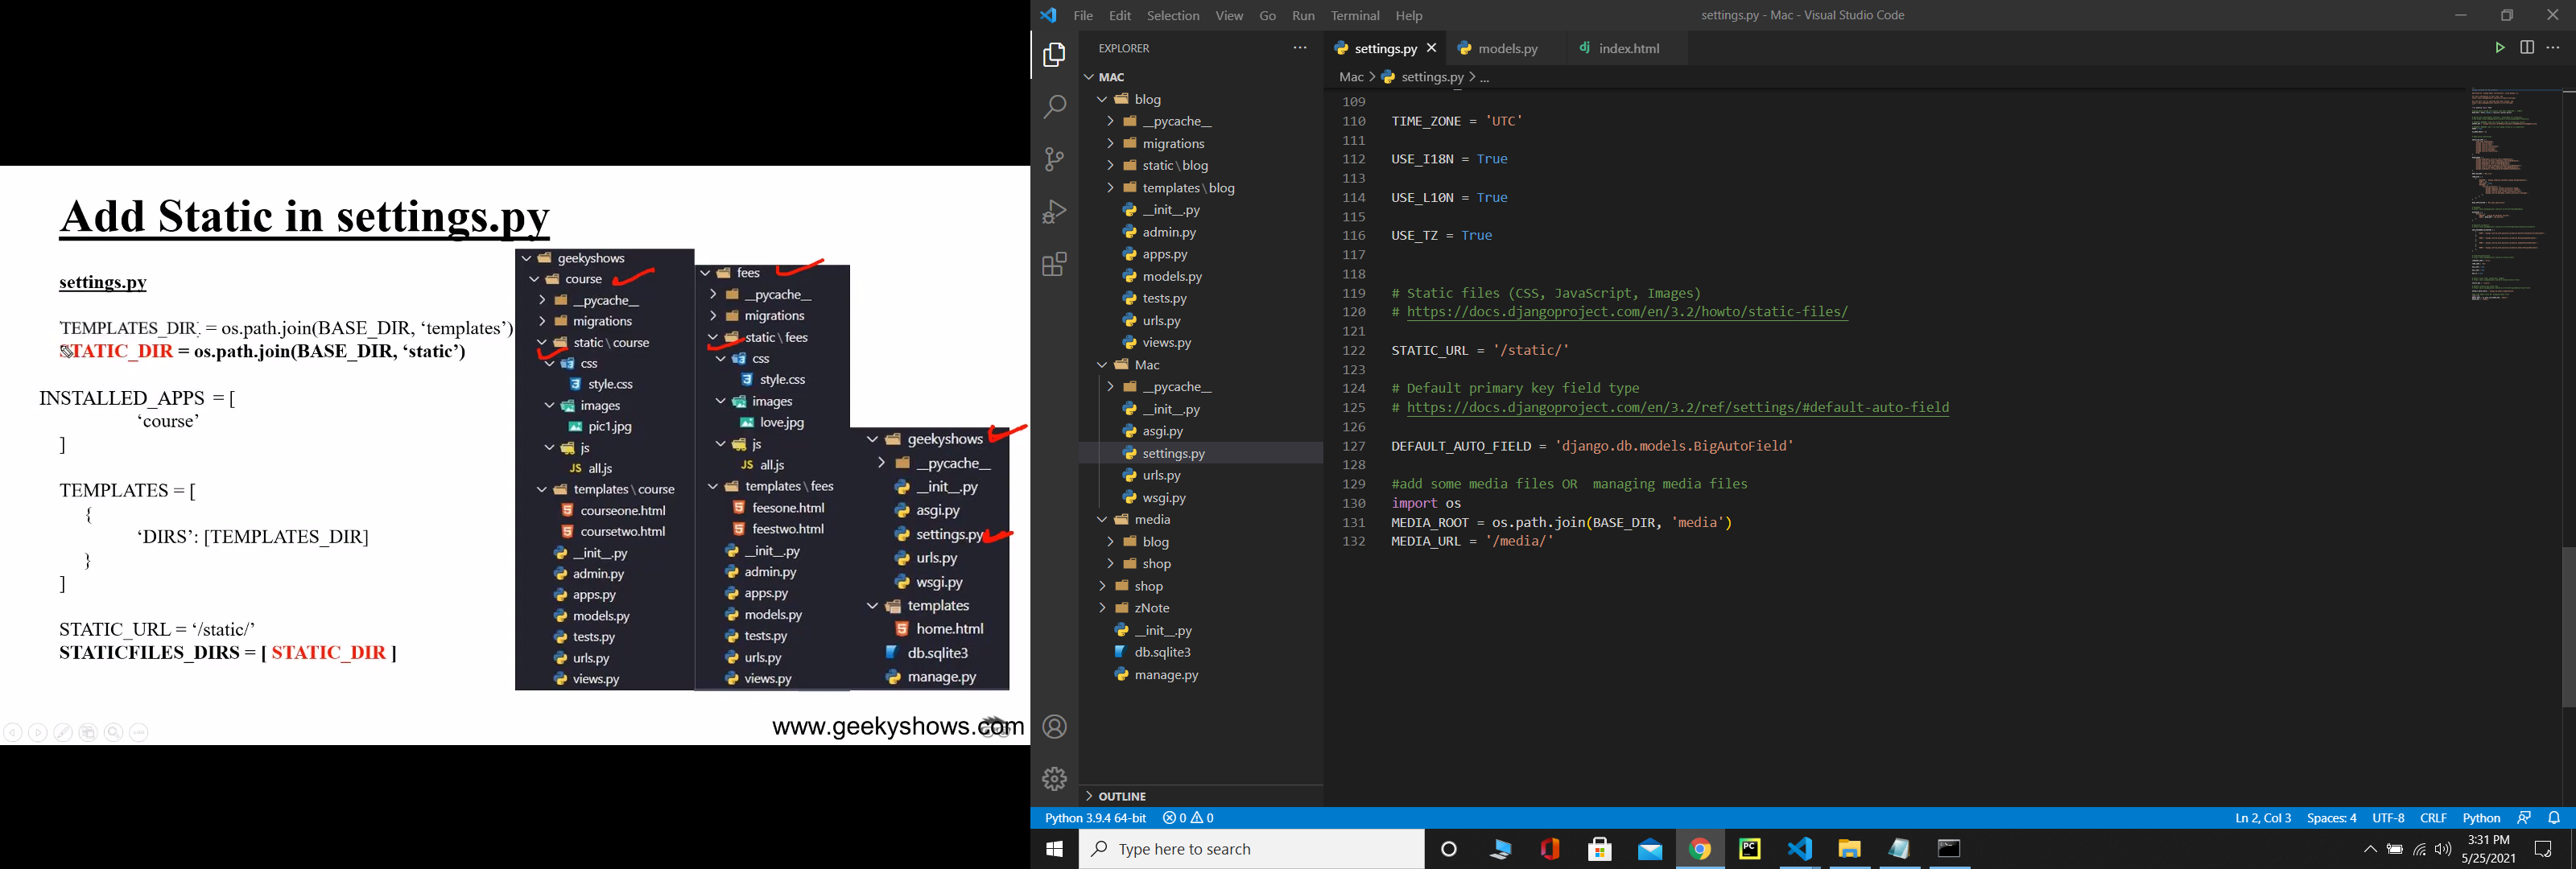 Add Static in settings.py
settings.py
TEMPLATES_DIR = os.path.join(BASE_DIR, ‘templates’)
STATIC_DIR = os.path.join(BASE_DIR, ‘static’)
INSTALLED_APPS = [
‘course’
]
TEMPLATES = [
{
‘DIRS’: [TEMPLATES_DIR]
}
]
STATIC_URL = ‘/static/’
STATICFILES_DIRS = [ STATIC_DIR ]
geekyshows
course
__pycache__
migrations
static \ course
css
style.css
images
pic1.jpg
js
JS all.js
templates \ course
courseone.html
coursetwo.html
__init__.py
admin.py
apps.py
models.py
tests.py
urls.py
views.py
fees
__pycache__
migrations
static \ fees
css
style.css
images
love.jpg
js
JS all.js
templates \ fees
feesone.html
feestwo.html
__init__.py
admin.py
apps.py
models.py
tests.py
urls.py
views.py
geekyshows
__pycache__
__init__.py
asgi.py
settings.py
urls.py
wsgi.py
templates
home.html
db.sqlite3
manage.py
www.geekyshows.com
File Edit Selection View Go Run Terminal Help
settings.py - Mac - Visual Studio Code
EXPLORER
MAC
blog
__pycache__
migrations
static \ blog
templates \ blog
__init__.py
admin.py
apps.py
models.py
tests.py
urls.py
views.py
Mac
__pycache__
__init__.py
asgi.py
settings.py
urls.py
wsgi.py
media
blog
shop
shop
zNote
__init__.py
db.sqlite3
manage.py
OUTLINE
settings.py models.py dj index.html
Mac > settings.py > ...
109
110 TIME_ZONE = 'UTC'
111
112 USE_I18N = True
113
114 USE_L10N = True
115
116 USE_TZ = True
117
118
119 # Static files (CSS, JavaScript, Images)
120 # https://docs.djangoproject.com/en/3.2/howto/static-files/
121
122 STATIC_URL = '/static/'
123
124 # Default primary key field type
125 # https://docs.djangoproject.com/en/3.2/ref/settings/#default-auto-field
126
127 DEFAULT_AUTO_FIELD = 'django.db.models.BigAutoField'
128
129 #add some media files OR  managing media files
130 import os
131 MEDIA_ROOT = os.path.join(BASE_DIR, 'media')
132 MEDIA_URL = '/media/'
Python 3.9.4 64-bit 0 0
Ln 2, Col 3 Spaces: 4 UTF-8 CRLF Python
Type here to search
PC
3:31 PM
5/25/2021